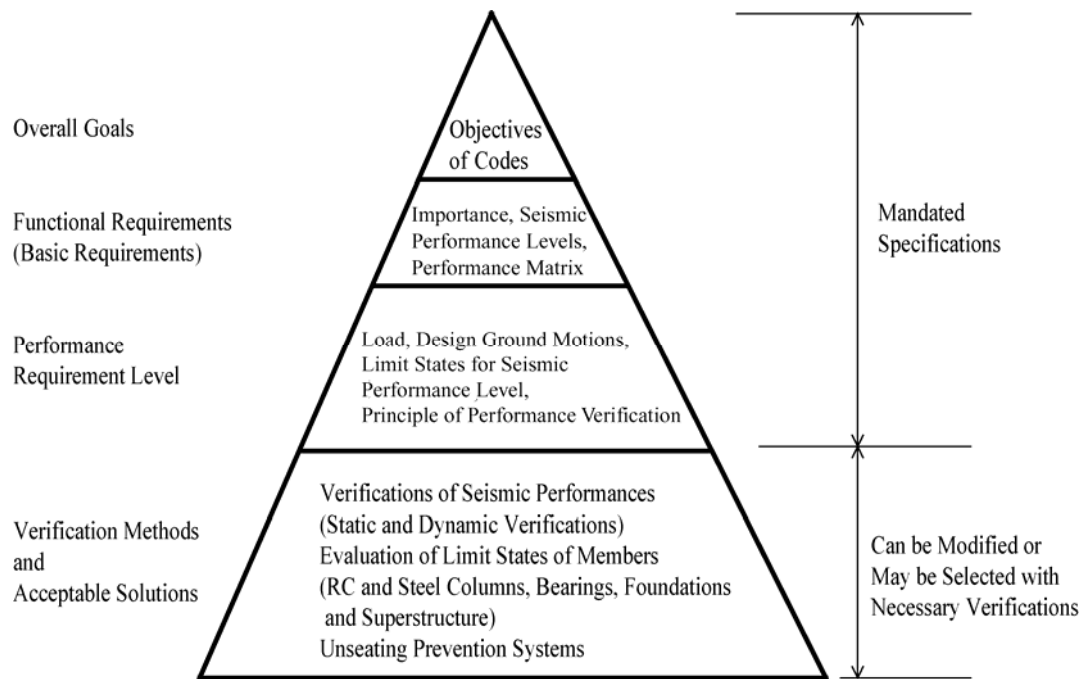 Overall Goals
Objectives
of Codes
Functional Requirements
(Basic Requirements)
Importance, Seismic
Performance Levels,
Performance Matrix
Mandated
Specifications
Performance
Requirement Level
Load, Design Ground Motions,
Limit States for Seismic
Performance Level,
Principle of Performance Verification
Verification Methods
and
Acceptable Solutions
Verifications of Seismic Performances
(Static and Dynamic Verifications)
Evaluation of Limit States of Members
(RC and Steel Columns, Bearings, Foundations
and Superstructure)
Unseating Prevention Systems
Can be Modified or
May be Selected with
Necessary Verifications